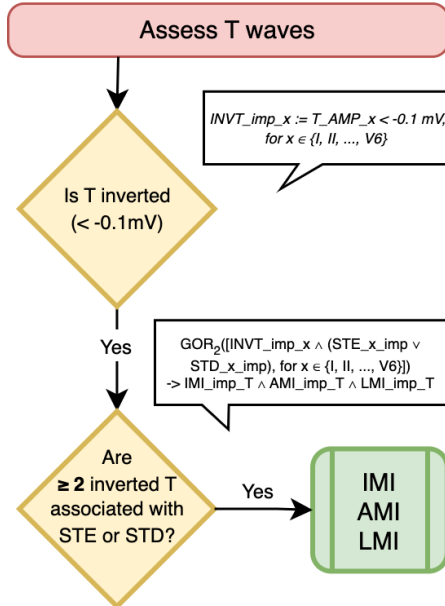 Assess T waves
INVT_imp_x := T_AMP_x < -0.1 mV,
for x ∈ {I, II, ..., V6}
Is T inverted
(< -0.1mV)
Yes
GOR₂([INVT_imp_x ∧ (STE_x_imp ∨
STD_x_imp), for x ∈ {I, II, ..., V6}])
-> IMI_imp_T ∧ AMI_imp_T ∧ LMI_imp_T
Are
≥ 2 inverted T
associated with
STE or STD?
Yes
IMI
AMI
LMI